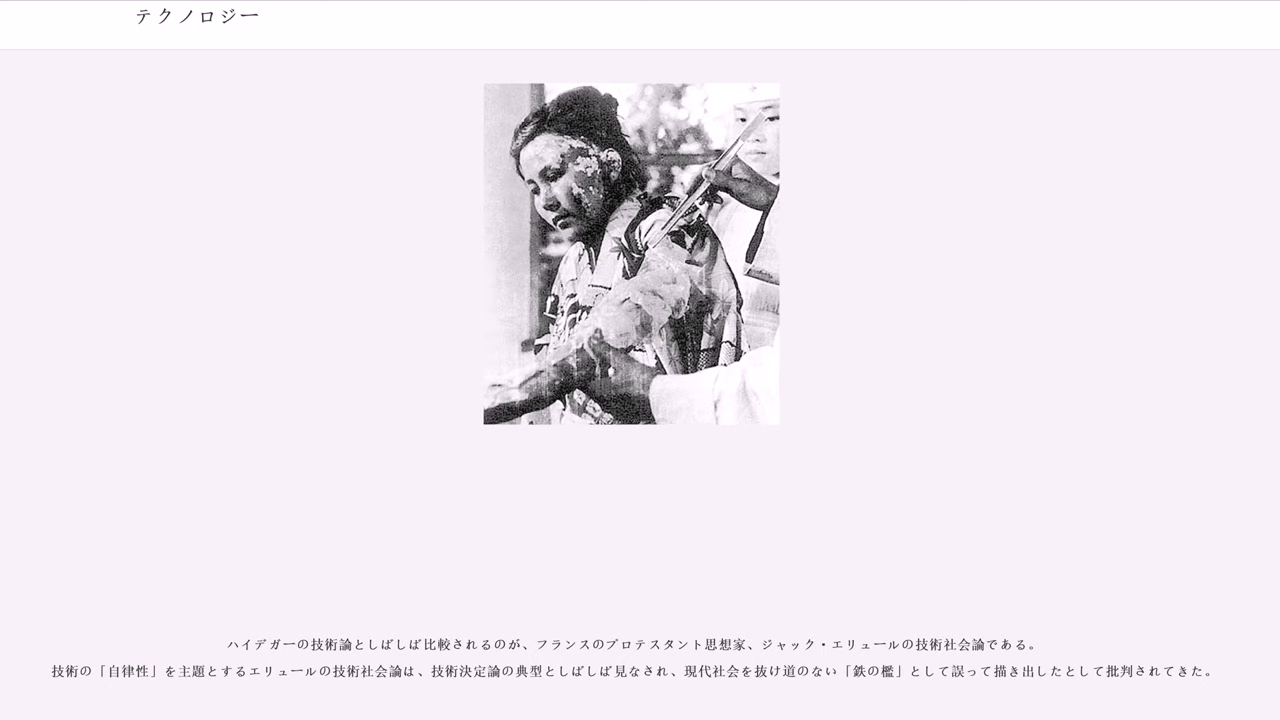 テクノロジー
ハイデガーの技術論としばしば比較されるのが、フランスのプロテスタント思想家、ジャック・エリュールの技術社会論である。
技術の「自律性」を主題とするエリュールの技術社会論は、技術決定論の典型としばしば見なされ、現代社会を抜け道のない「鉄の檻」として誤って描き出したとして批判されてきた。